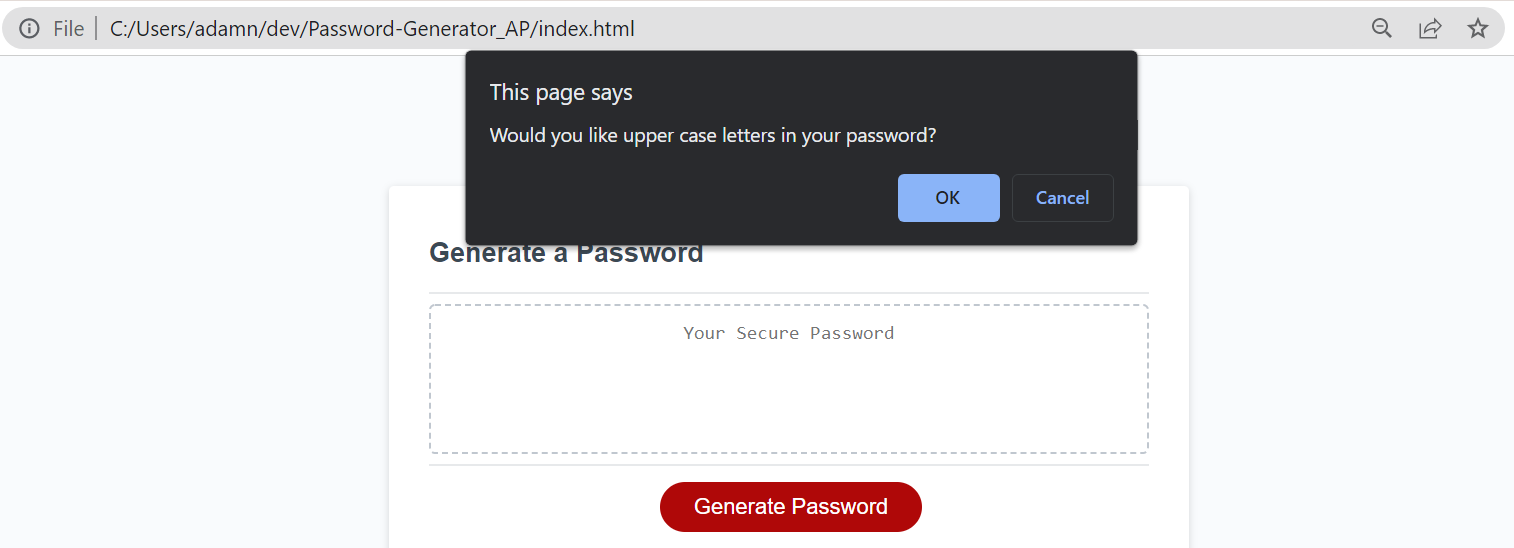 File | C:/Users/adamn/dev/Password-Generator_AP/index.html
This page says
Would you like upper case letters in your password?
OK Cancel
Generate a Password
Your Secure Password
Generate Password